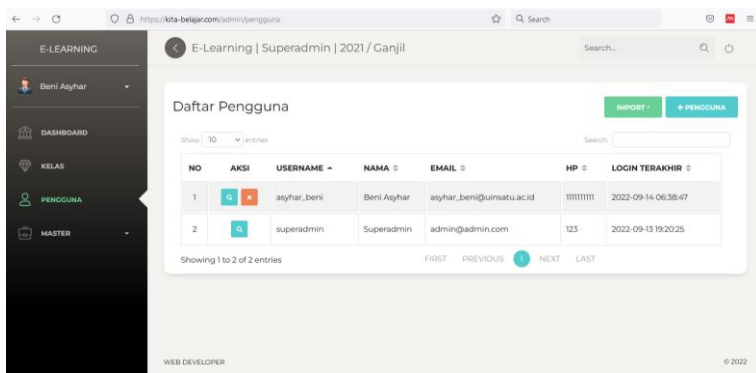 https://kita-belajar.com/admin/pengguna
Search
E-LEARNING
E-Learning | Superadmin | 2021 / Ganjil
Search...
Beni Asyhar
DASHBOARD
KELAS
PENGGUNA
MASTER
Daftar Pengguna
IMPORT
+ PENGGUNA
Show 10 entries
Search:
NO AKSI USERNAME NAMA EMAIL HP LOGIN TERAKHIR
1 asyhar_beni Beni Asyhar asyhar_beni@uinsatu.ac.id 1111111111 2022-09-14 06:38:47
2 superadmin Superadmin admin@admin.com 123 2022-09-13 19:20:25
Showing 1 to 2 of 2 entries
FIRST PREVIOUS 1 NEXT LAST
WEB DEVELOPER
© 2022